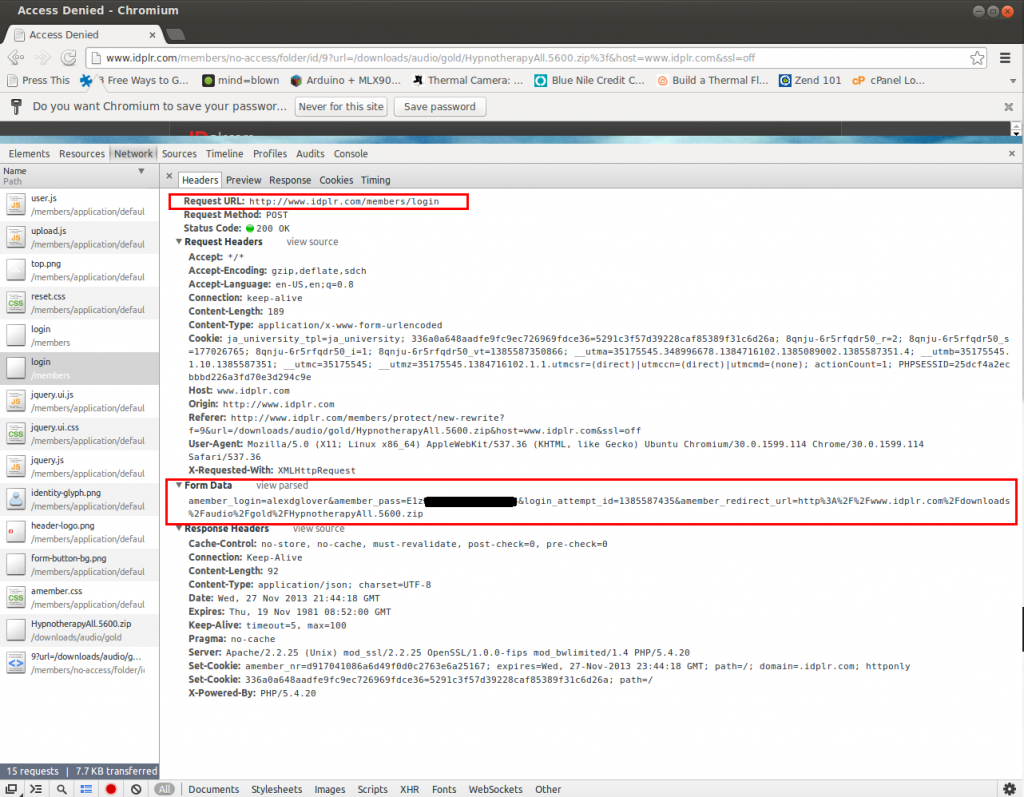 Access Denied - Chromium
Access Denied
www.idplr.com/members/no-access/folder/id/9?url=/downloads/audio/gold/HypnotherapyAll.5600.zip%3f&host=www.idplr.com&ssl=off
Press This
3 Free Ways to G...
mind=blown
Arduino + MLX90...
Thermal Camera: ...
Blue Nile Credit C...
Build a Thermal Fl...
Zend 101
cPanel Lo...
Do you want Chromium to save your passwor...
Never for this site
Save password
Elements Resources Network Sources Timeline Profiles Audits Console
Name
Path
Headers Preview Response Cookies Timing
user.js
/members/application/defaul
upload.js
/members/application/defaul
top.png
/members/application/defaul
reset.css
/members/application/defaul
login
/members
login
/members
jquery.ui.js
/members/application/defaul
jquery.ui.css
/members/application/defaul
jquery.js
/members/application/defaul
identity-glyph.png
/members/application/defaul
header-logo.png
/members/application/defaul
form-button-bg.png
/members/application/defaul
amember.css
/members/application/defaul
HypnotherapyAll.5600.zip
/downloads/audio/gold
9?url=/downloads/audio/g...
/members/no-access/folder/ic
Request URL: http://www.idplr.com/members/login
Request Method: POST
Status Code: 200 OK
Request Headers view source
Accept: */*
Accept-Encoding: gzip,deflate,sdch
Accept-Language: en-US,en;q=0.8
Connection: keep-alive
Content-Length: 189
Content-Type: application/x-www-form-urlencoded
Cookie: ja_university_tpl=ja_university; 336a0a648aadfe9fc9ec726969fdce36=5291c3f57d39228caf85389f31c6d26a; 8qnju-6r5rfqdr50_r=2; 8qnju-6r5rfqdr50_s
=177026765; 8qnju-6r5rfqdr50_i=1; 8qnju-6r5rfqdr50_vt=1385587350866; __utma=35175545.348996678.1384716102.1385089002.1385587351.4; __utmb=35175545.
1.10.1385587351; __utmc=35175545; __utmz=35175545.1384716102.1.1.utmcsr=(direct)|utmccn=(direct)|utmcmd=(none); actionCount=1; PHPSESSID=25dcf4a2ec
bbbd226a3fd70e3d294c9e
Host: www.idplr.com
Origin: http://www.idplr.com
Referer: http://www.idplr.com/members/protect/new-rewrite?
f=9&url=/downloads/audio/gold/HypnotherapyAll.5600.zip&host=www.idplr.com&ssl=off
User-Agent: Mozilla/5.0 (X11; Linux x86_64) AppleWebKit/537.36 (KHTML, like Gecko) Ubuntu Chromium/30.0.1599.114 Chrome/30.0.1599.114
Safari/537.36
X-Requested-With: XMLHttpRequest
Form Data view parsed
amember_login=alexdglover&amember_pass=E1z &login_attempt_id=1385587435&amember_redirect_url=http%3A%2F%2Fwww.idplr.com%2Fdownloads
%2Faudio%2Fgold%2FHypnotherapyAll.5600.zip
Response Headers view source
Cache-Control: no-store, no-cache, must-revalidate, post-check=0, pre-check=0
Connection: Keep-Alive
Content-Length: 92
Content-Type: application/json; charset=UTF-8
Date: Wed, 27 Nov 2013 21:44:18 GMT
Expires: Thu, 19 Nov 1981 08:52:00 GMT
Keep-Alive: timeout=5, max=100
Pragma: no-cache
Server: Apache/2.2.25 (Unix) mod_ssl/2.2.25 OpenSSL/1.0.0-fips mod_bwlimited/1.4 PHP/5.4.20
Set-Cookie: amember_nr=d917041086a6d49f0d0c2763e6a25167; expires=Wed, 27-Nov-2013 23:44:18 GMT; path=/; domain=.idplr.com; httponly
Set-Cookie: 336a0a648aadfe9fc9ec726969fdce36=5291c3f57d39228caf85389f31c6d26a; path=/
X-Powered-By: PHP/5.4.20
15 requests | 7.7 KB transferred
All Documents Stylesheets Images Scripts XHR Fonts WebSockets Other